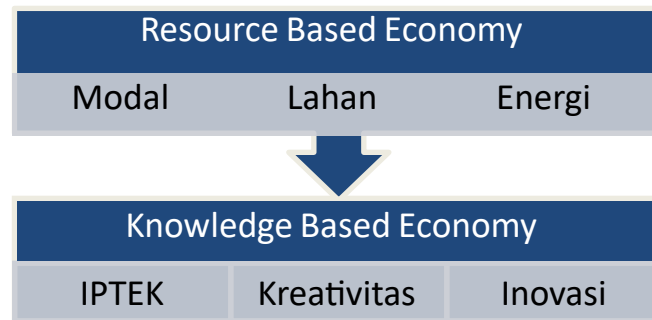 Resource Based Economy
Modal Lahan Energi
Knowledge Based Economy
IPTEK Kreativitas Inovasi